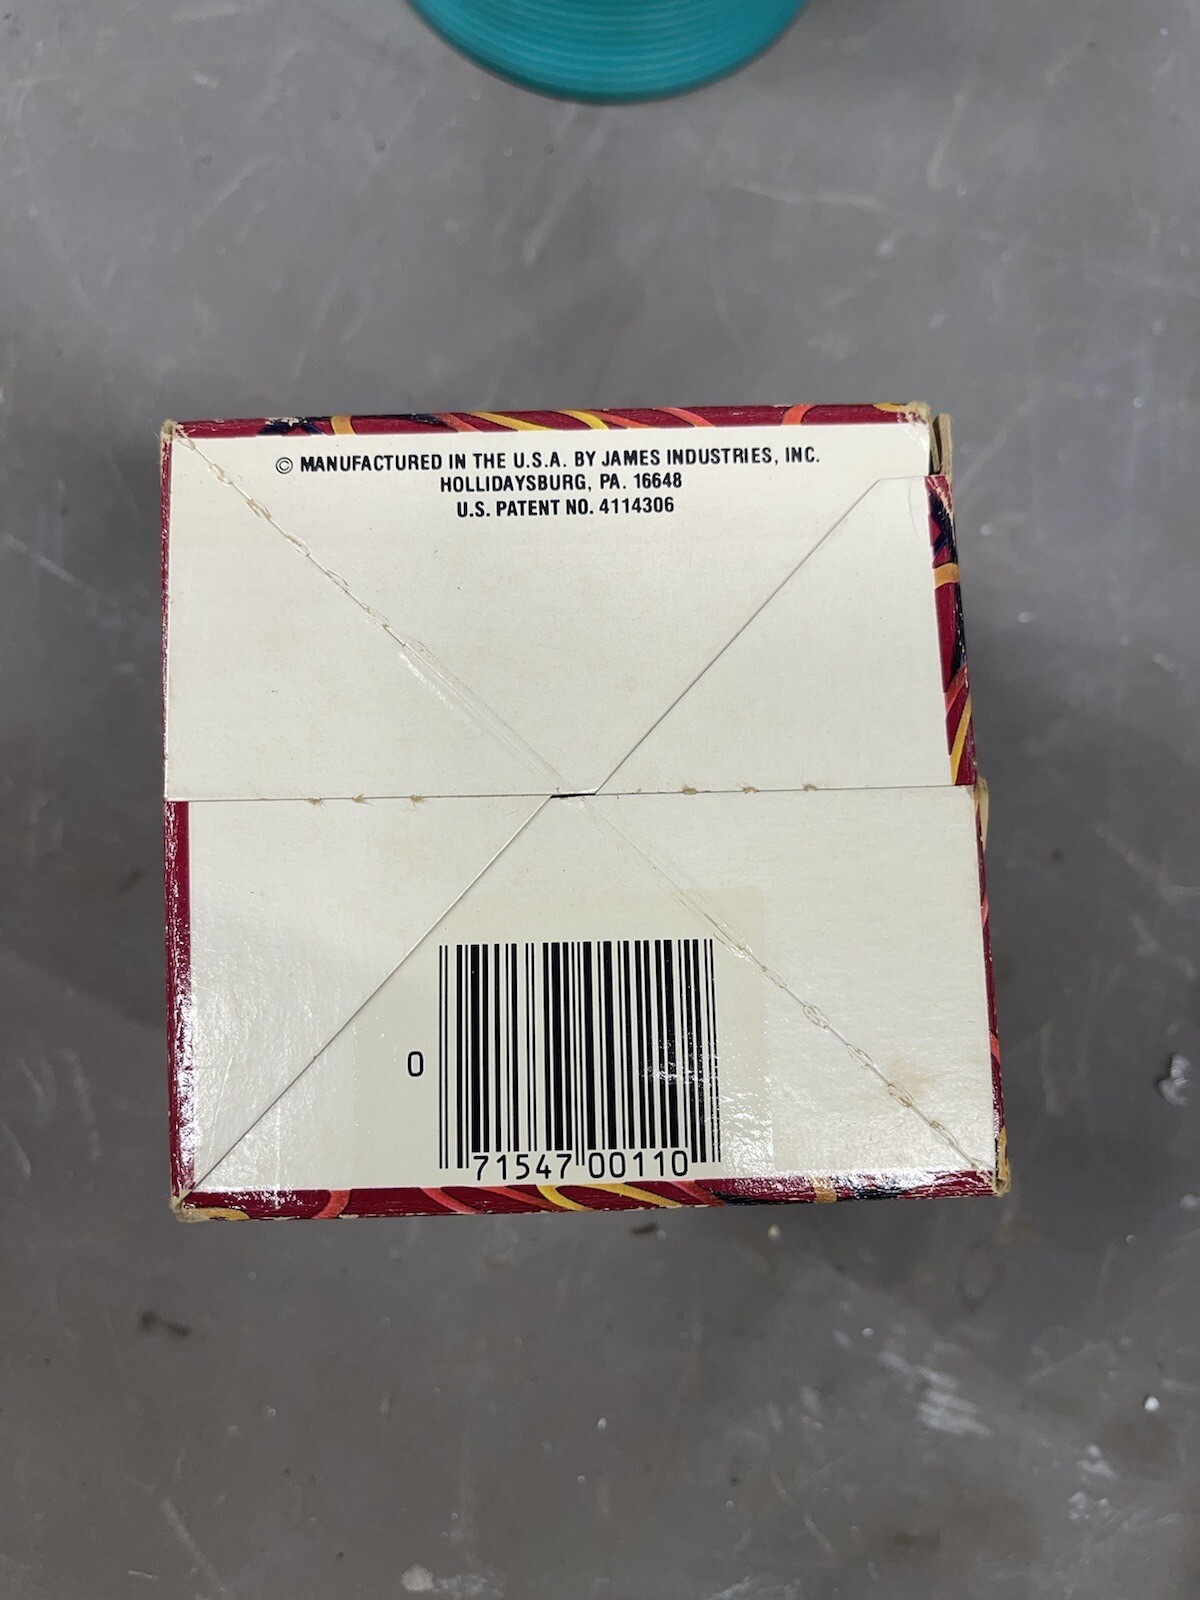 © MANUFACTURED IN THE U.S.A. BY JAMES INDUSTRIES, INC.
HOLLIDAYSBURG, PA. 16648
U.S. PATENT NO. 4114306
0
71547 00110